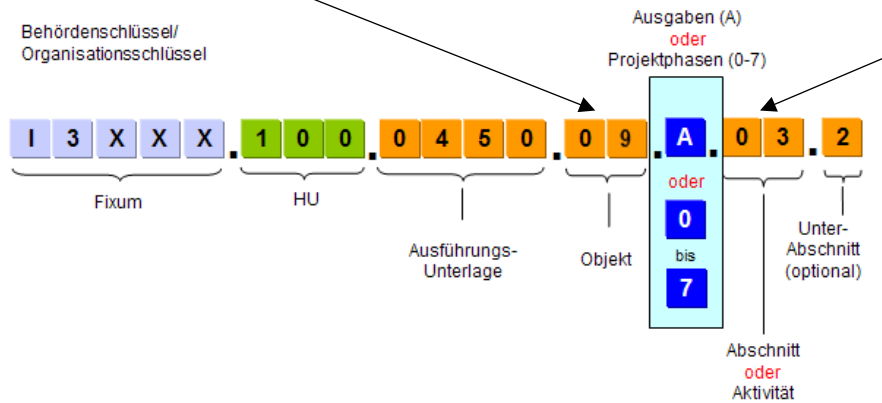 Ausgaben (A)
oder
Projektphasen (0-7)
Behördenschlüssel/
Organisationsschlüssel
I 3 X X X . 1 0 0 . 0 4 5 0 . 0 9 . A . 0 3 . 2
Fixum
HU
Ausführungs-
Unterlage
Objekt
oder
0
bis
7
Unter-
Abschnitt
(optional)
Abschnitt
oder
Aktivität